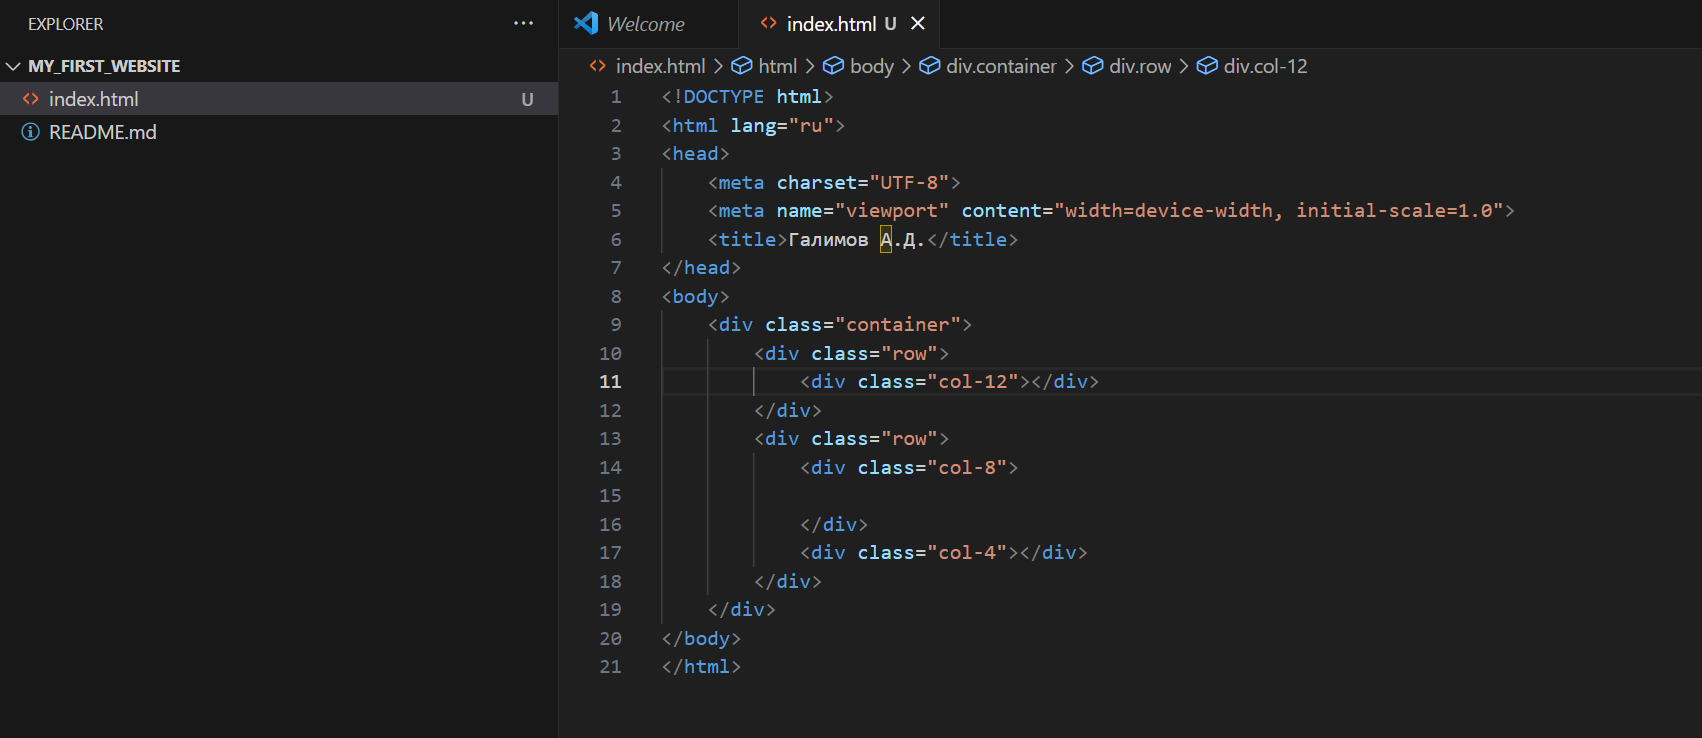 EXPLORER ...
MY_FIRST_WEBSITE
index.html U
README.md
Welcome index.html U
index.html > html > body > div.container > div.row > div.col-12
1 <!DOCTYPE html>
2 <html lang="ru">
3 <head>
4 <meta charset="UTF-8">
5 <meta name="viewport" content="width=device-width, initial-scale=1.0">
6 <title>Галимов А.Д.</title>
7 </head>
8 <body>
9 <div class="container">
10 <div class="row">
11 <div class="col-12"></div>
12 </div>
13 <div class="row">
14 <div class="col-8">
15
16 </div>
17 <div class="col-4"></div>
18 </div>
19 </div>
20 </body>
21 </html>